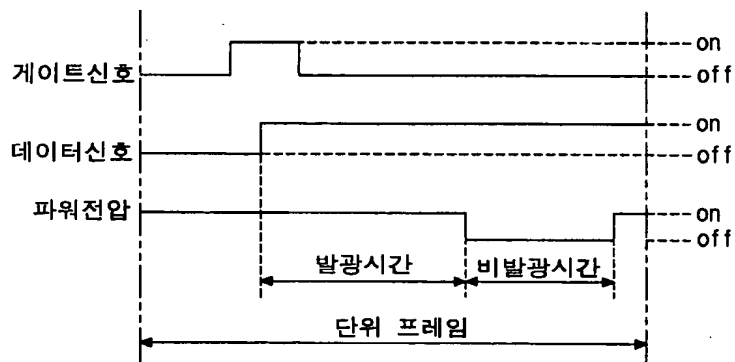 on
게이트신호
off
on
데이터신호
off
파워전압
on
off
발광시간
비발광시간
단위 프레임